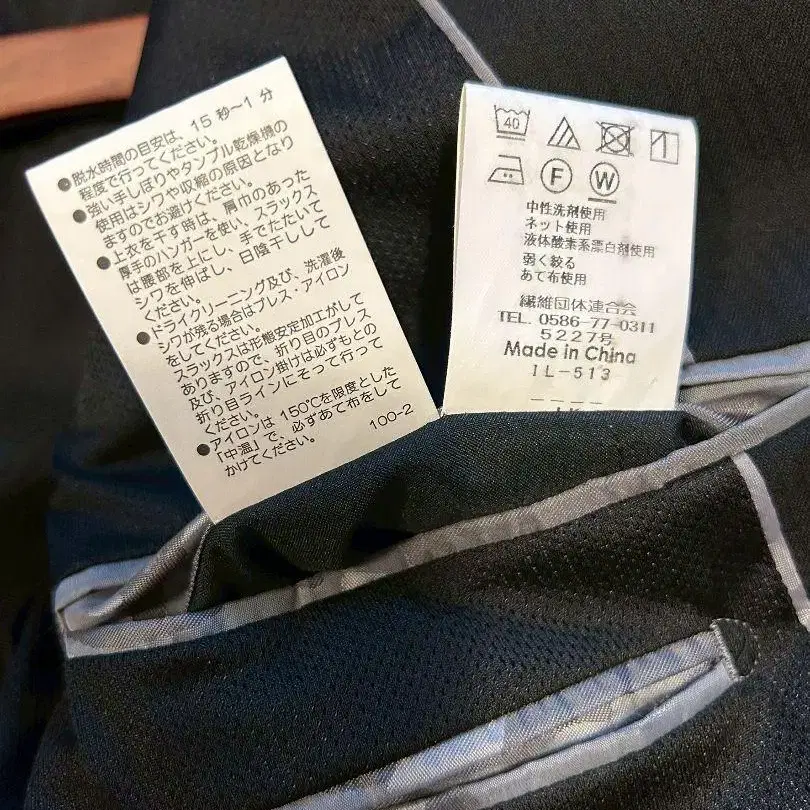 ●脱水時間の目安は、15秒～1分
程度で行ってください。
●強い手しぼりやタンブル乾燥機の
使用はシワや収縮の原因となり
ますのでお避けください。
●上衣を干す時は、肩巾のあった
厚手のハンガーを使い、スラックス
は腰部を上にし、手でたたいて
シワを伸ばし、日陰干しして
ください。
●ドライクリーニング及び、洗濯後
シワが残る場合はプレス・アイロン
をしてください。
スラックスは形態安定加工がして
ありますので、折り目のプレス
及び、アイロン掛けは必ずもとの
折り目ラインにそって行って
ください。
●アイロンは150℃を限度とした
「中温」で、必ずあて布をして
かけてください。
100-2
40
F W
中性洗剤使用
ネット使用
液体酸素系漂白剤使用
弱く絞る
あて布使用
繊維団体連合会
TEL. 0586-77-0311
5227号
Made in China
IL-513